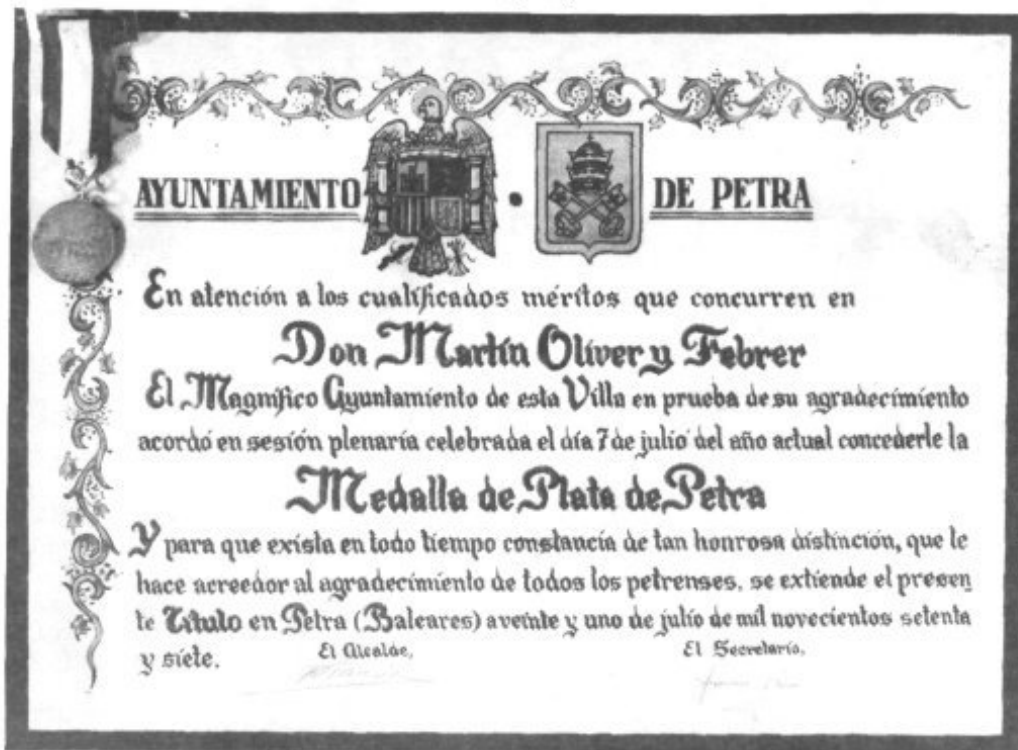 AYUNTAMIENTO • DE PETRA
En atención a los cualificados méritos que concurren en
Don Martín Oliver y Febrer
El Magnífico Ayuntamiento de esta Villa en prueba de su agradecimiento
acordó en sesión plenaria celebrada el día 7 de julio del año actual concederle la
Medalla de Plata de Petra
Y para que exista en todo tiempo constancia de tan honrosa distinción, que le
hace acreedor al agradecimiento de todos los petrenses, se extiende el presen
te Título en Petra (Baleares) a veinte y uno de julio de mil novecientos setenta
y siete.
El Alcalde,
El Secretario,